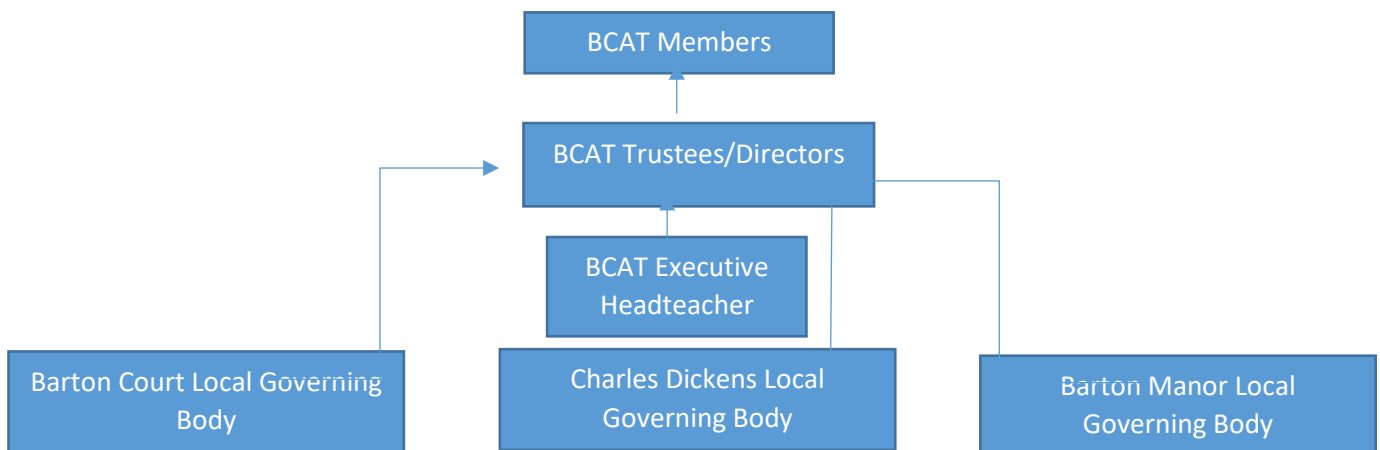 BCAT Members
BCAT Trustees/Directors
BCAT Executive
Headteacher
Barton Court Local Governing
Body
Charles Dickens Local
Governing Body
Barton Manor Local
Governing Body